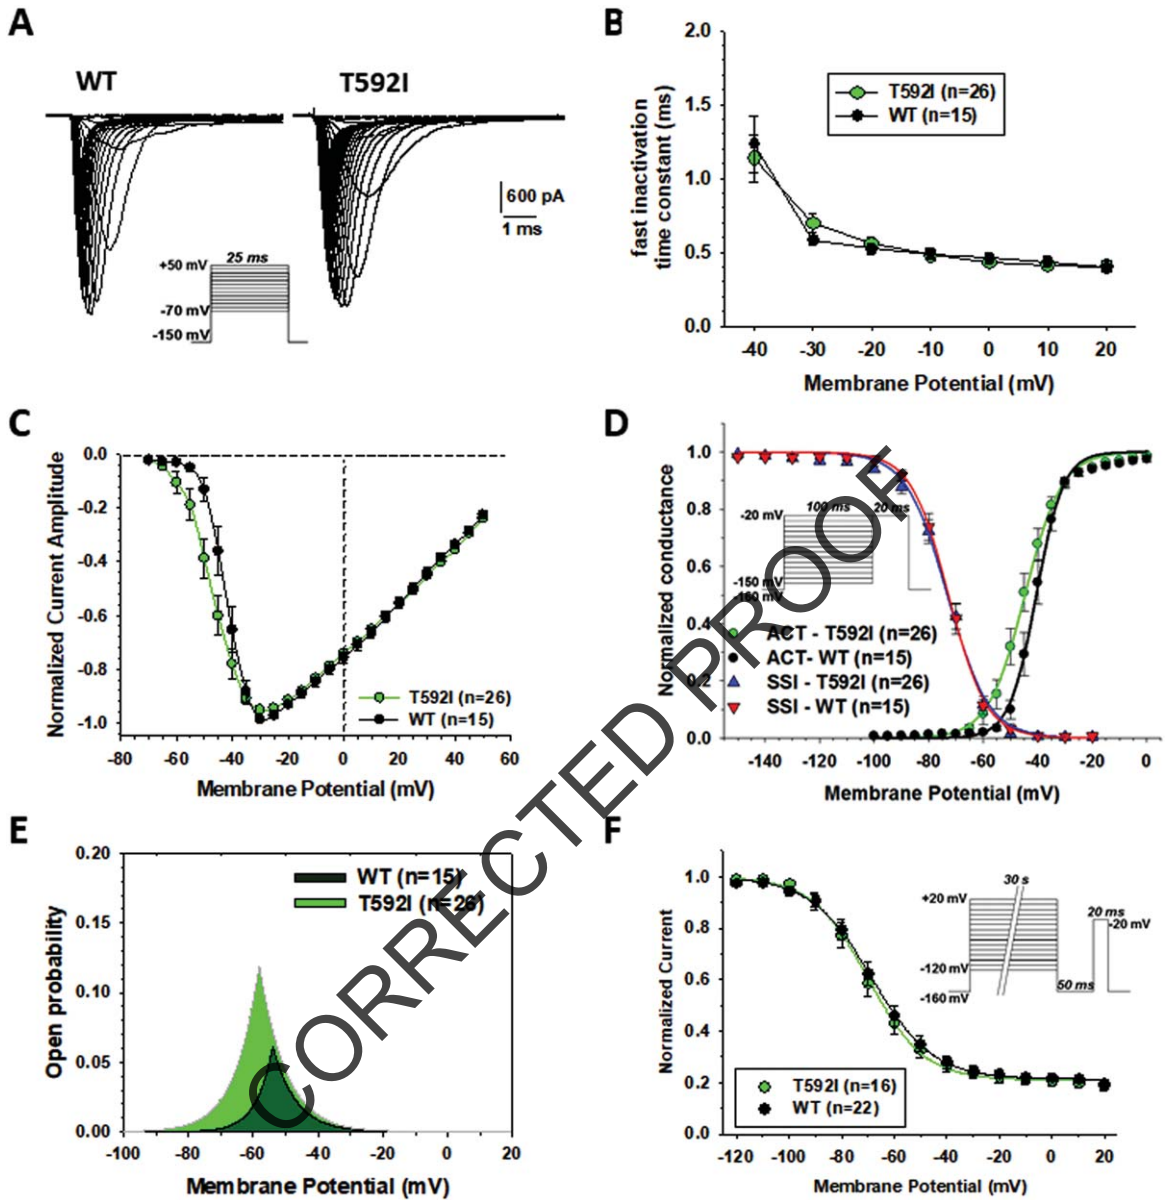 A
WT
T592I
600 pA
1 ms
25 ms
+50 mV
-70 mV
-150 mV
B
2.0
1.5
1.0
0.5
0.0
fast inactivation
time constant (ms)
T592I (n=26)
WT (n=15)
-40 -30 -20 -10 0 10 20
Membrane Potential (mV)
C
0.0
-0.2
-0.4
-0.6
-0.8
-1.0
Normalized Current Amplitude
T592I (n=26)
WT (n=15)
-80 -60 -40 -20 0 20 40 60
Membrane Potential (mV)
D
1.0
0.8
0.6
0.4
0.2
0.0
Normalized conductance
100 ms
20 ms
-20 mV
-150 mV
-160 mV
ACT - T592I (n=26)
ACT- WT (n=15)
SSI - T592I (n=26)
SSI - WT (n=15)
-140 -120 -100 -80 -60 -40 -20 0
Membrane Potential (mV)
E
0.20
0.15
0.10
0.05
0.00
Open probability
WT (n=15)
T592I (n=26)
-100 -80 -60 -40 -20 0 20
Membrane Potential (mV)
F
1.0
0.8
0.6
0.4
0.2
0.0
Normalized Current
30 s
+20 mV
20 ms
-20 mV
-120 mV
50 ms
-160 mV
T592I (n=16)
WT (n=22)
-120 -100 -80 -60 -40 -20 0 20
Membrane Potential (mV)
CORRECTED PROOF